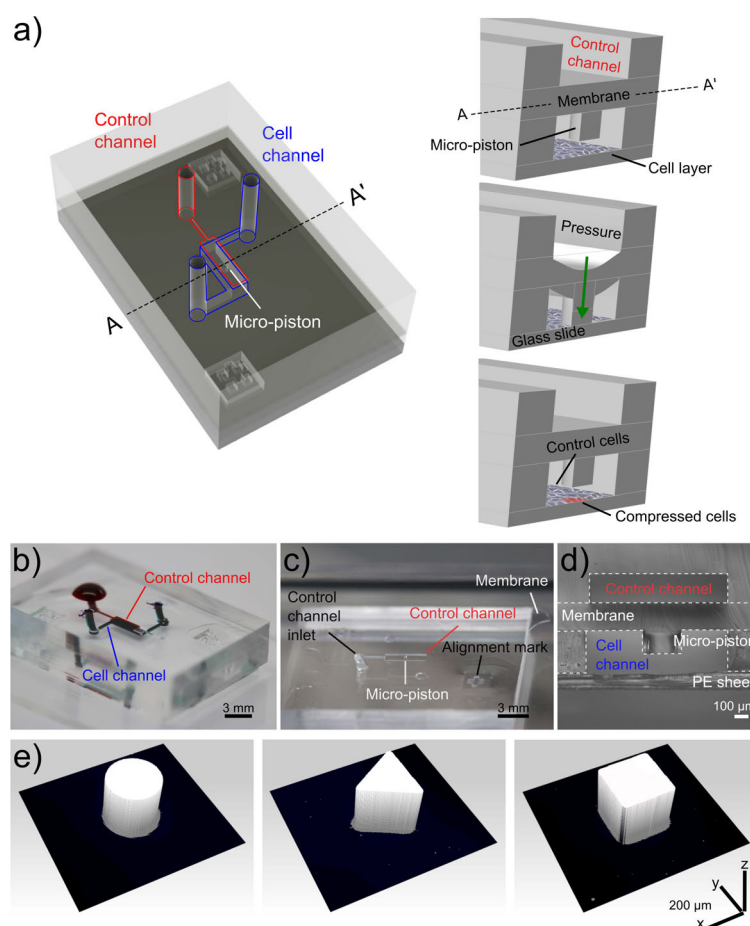 a)
Control
channel
Cell
channel
A'
A
Micro-piston
Control
channel
A'
Membrane
A
Micro-piston
Cell layer
Pressure
Glass slide
Control cells
Compressed cells
b)
Control channel
Cell channel
3 mm
c)
Membrane
Control
channel
inlet
Control channel
Alignment mark
Micro-piston
3 mm
d)
Control channel
Membrane
Cell
channel
Micro-piston
PE sheet
100 µm
e)
z
y
200 µm
x